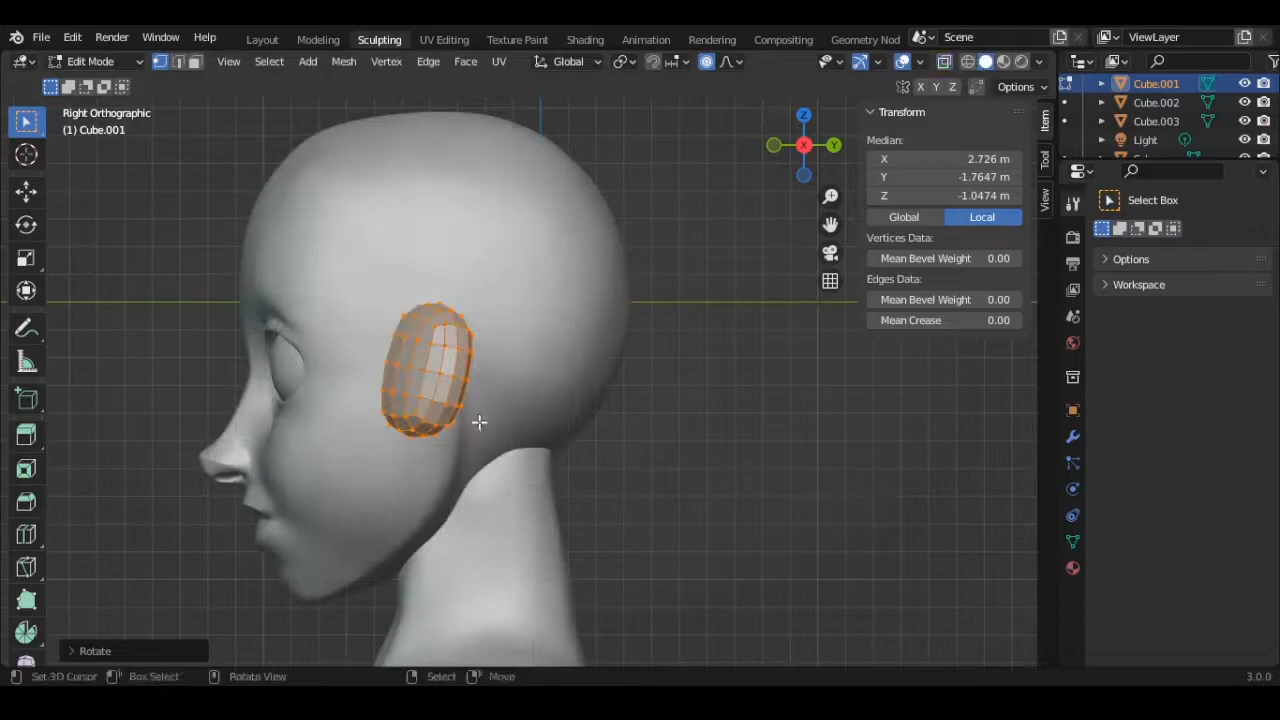 File Edit Render Window Help Layout Modeling Sculpting UV Editing Texture Paint Shading Animation Rendering Compositing Geometry Nod Scene ViewLayer
Edit Mode View Select Add Mesh Vertex Edge Face UV Global
X Y Z Options
Right Orthographic
(1) Cube.001
Z
X
Y
Transform
Median:
X 2.726 m
Y -1.7647 m
Z -1.0474 m
Global Local
Vertices Data:
Mean Bevel Weight 0.00
Edges Data:
Mean Bevel Weight 0.00
Mean Crease 0.00
Item
Tool
View
Cube.001
Cube.002
Cube.003
Light
Select Box
Options
Workspace
Rotate
Set 3D Cursor Box Select Rotate View Select Move 3.0.0